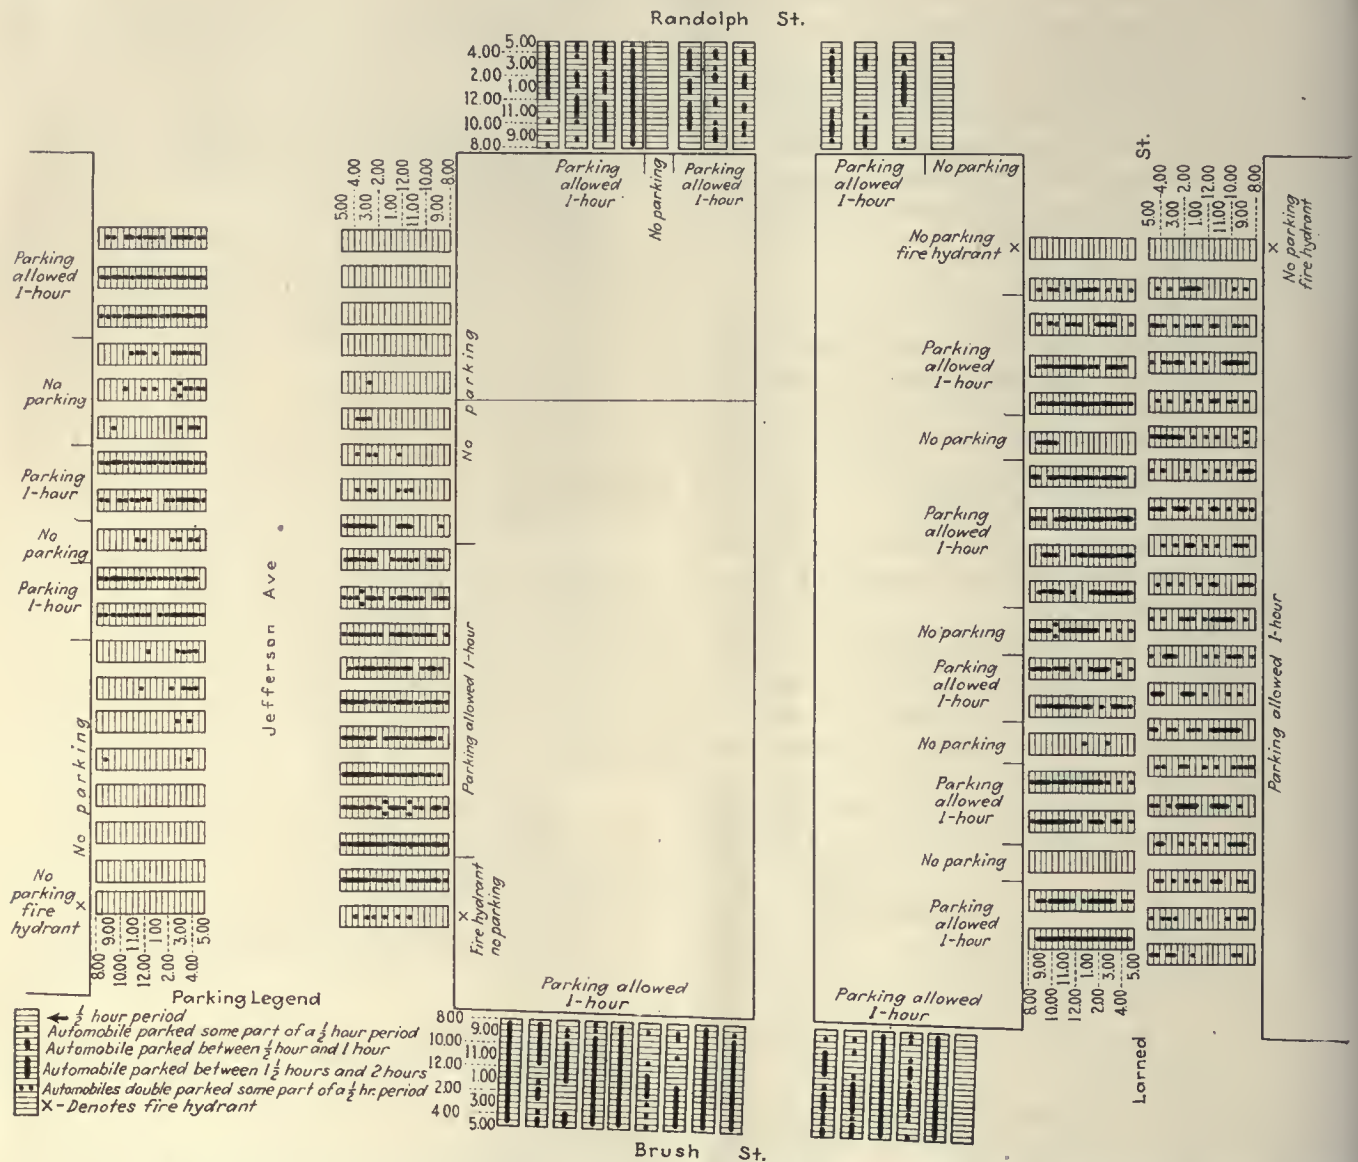 Randolph St.
5.00
4.00
3.00
2.00
1.00
12.00
11.00
10.00
9.00
8.00
Parking
allowed
1-hour
No parking
Parking
allowed
1-hour
Parking
allowed
1-hour
No parking
St.
5.00
4.00
3.00
2.00
1.00
12.00
11.00
10.00
9.00
8.00
5.00
4.00
3.00
2.00
1.00
12.00
11.00
10.00
9.00
8.00
No parking
fire hydrant X
X
No parking
fire hydrant
Parking
allowed
1-hour
No
parking
Parking
1-hour
No
parking
Parking
1-hour
No parking
No
parking
fire
hydrant X
Jefferson Ave
No parking
Parking allowed 1-hour
X
Fire hydrant
no parking
Parking
allowed
1-hour
No parking
Parking
allowed
1-hour
No parking
Parking
allowed
1-hour
No parking
Parking
allowed
1-hour
No parking
Parking
allowed
1-hour
Parking allowed 1-hour
8.00
9.00
10.00
11.00
12.00
1.00
2.00
3.00
4.00
5.00
8.00
9.00
10.00
11.00
12.00
1.00
2.00
3.00
4.00
5.00
Parking allowed
1-hour
Parking allowed
1-hour
Parking Legend
½ hour period
Automobile parked some part of a ½ hour period
Automobile parked between ½ hour and 1 hour
Automobile parked between 1½ hours and 2 hours
Automobiles double parked some part of a ½ hr. period
X - Denotes fire hydrant
8.00
9.00
10.00
11.00
12.00
1.00
2.00
3.00
4.00
5.00
Larned
Brush St.